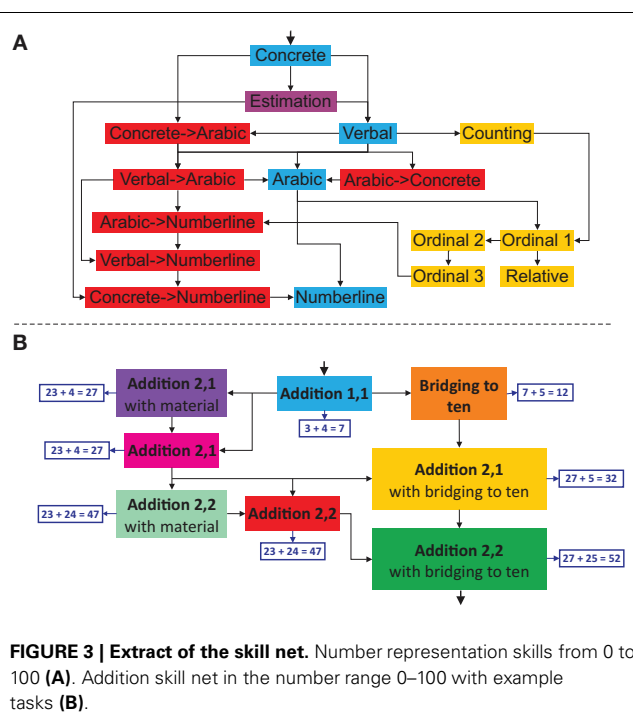 A
Concrete
Estimation
Concrete->Arabic
Verbal
Counting
Verbal->Arabic
Arabic
Arabic->Concrete
Arabic->Numberline
Ordinal 2
Ordinal 1
Verbal->Numberline
Ordinal 3
Relative
Concrete->Numberline
Numberline
B
23 + 4 = 27
Addition 2,1
with material
Addition 1,1
Bridging to
ten
7 + 5 = 12
3 + 4 = 7
23 + 4 = 27
Addition 2,1
Addition 2,1
with bridging to ten
27 + 5 = 32
23 + 24 = 47
Addition 2,2
with material
Addition 2,2
23 + 24 = 47
Addition 2,2
with bridging to ten
27 + 25 = 52
FIGURE 3 | Extract of the skill net. Number representation skills from 0 to
100 (A). Addition skill net in the number range 0–100 with example
tasks (B).